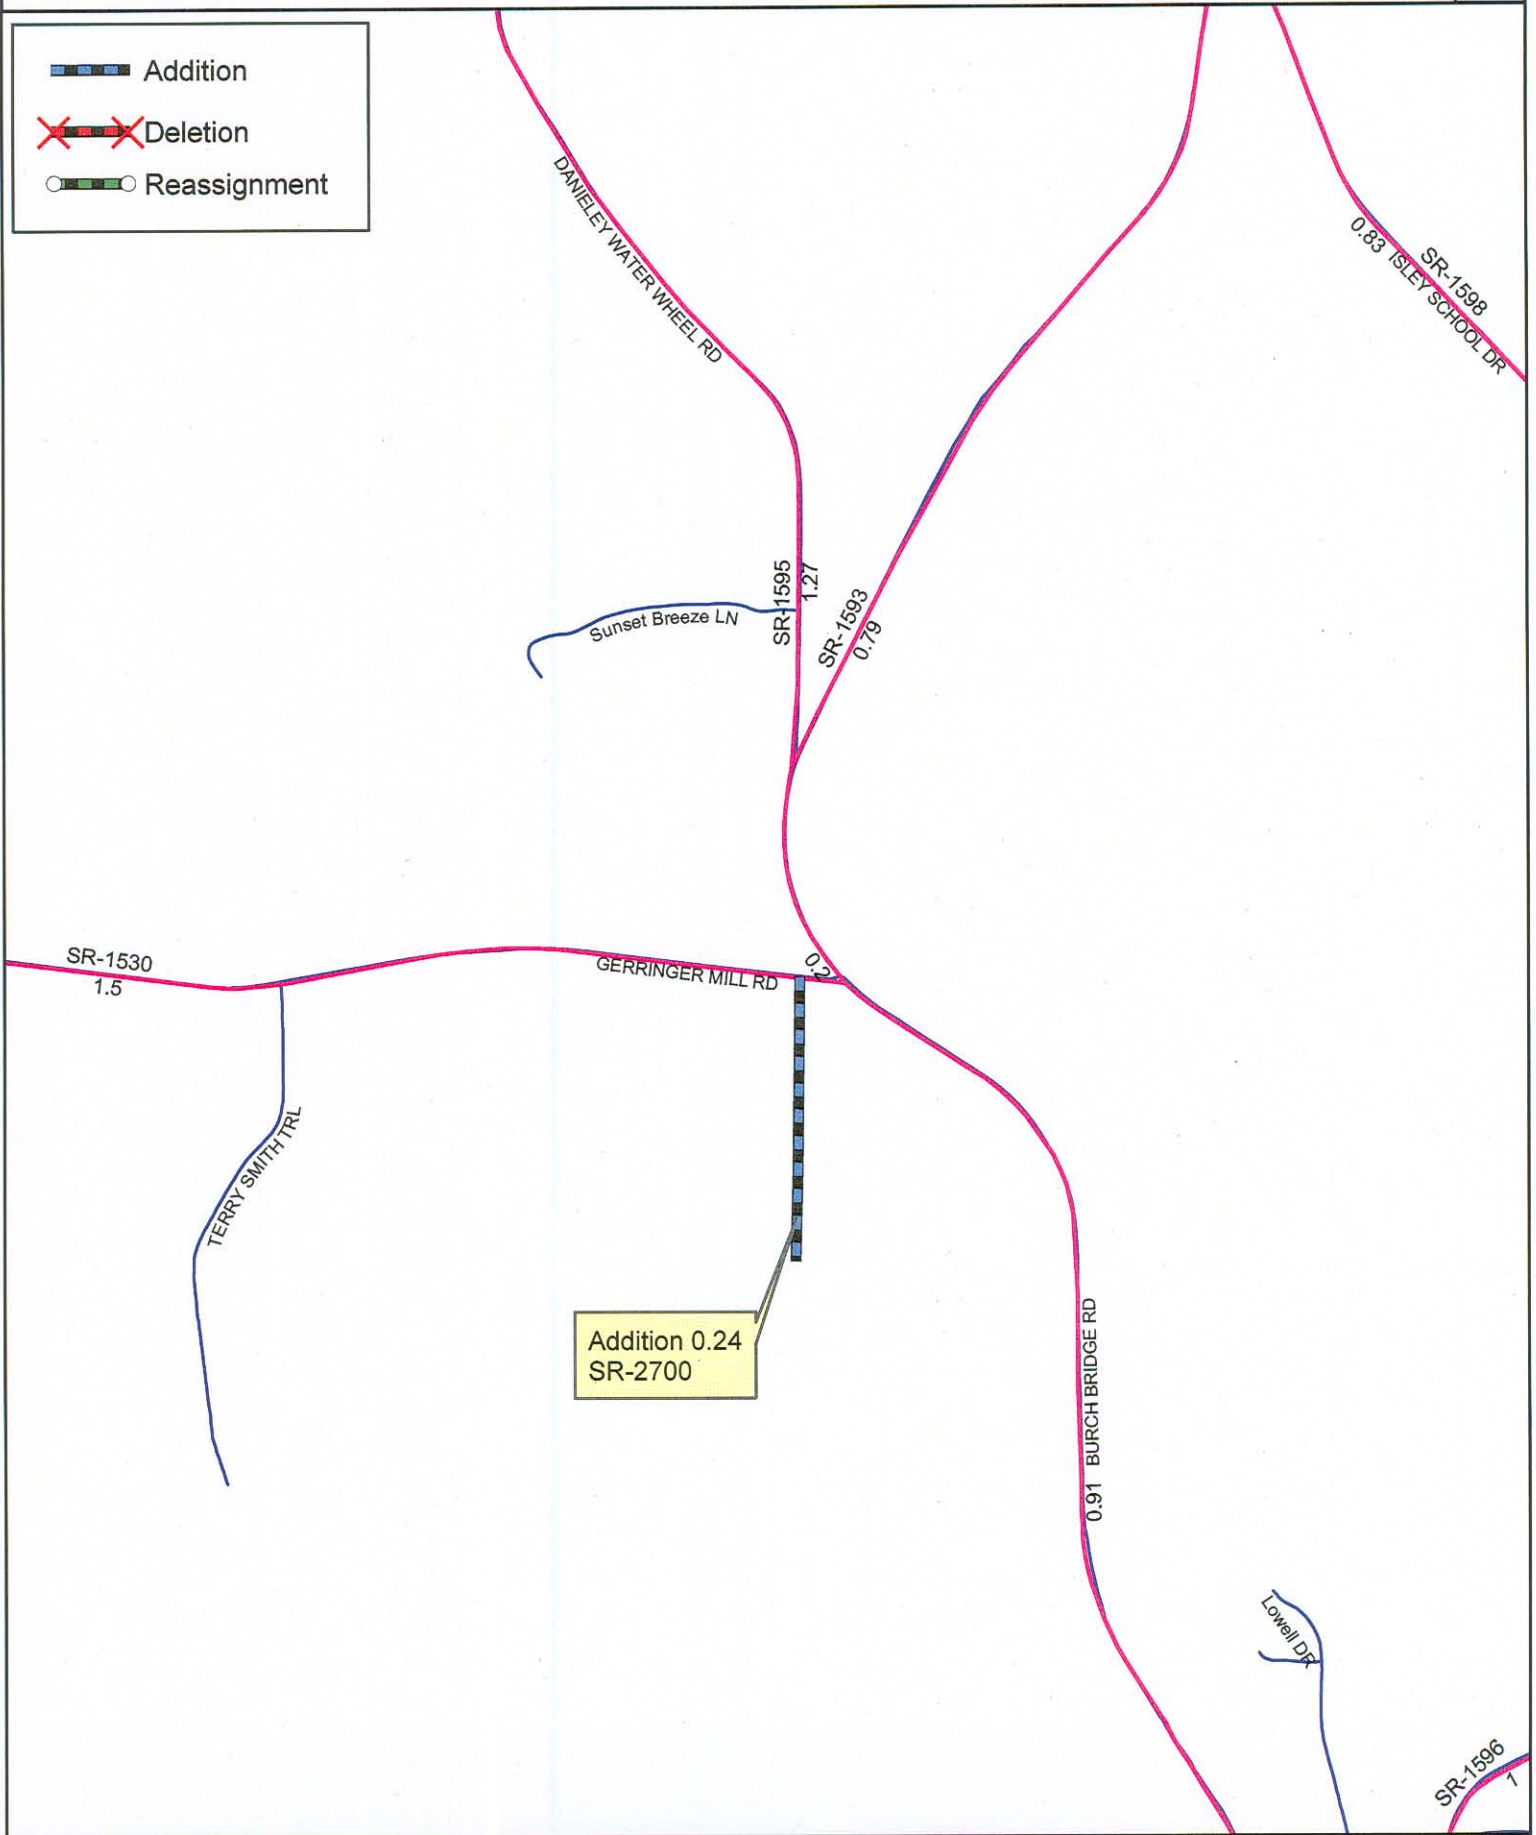 Addition
Deletion
Reassignment
DANIELEY WATER WHEEL RD
0.83 ISLEY SCHOOL DR
SR-1598
SR-1595
1.27
SR-1593
0.79
Sunset Breeze LN
SR-1530
1.5
GERRINGER MILL RD
0.2
TERRY SMITH TRL
Addition 0.24
SR-2700
0.91 BURCH BRIDGE RD
Lowell DR
SR-1596
1